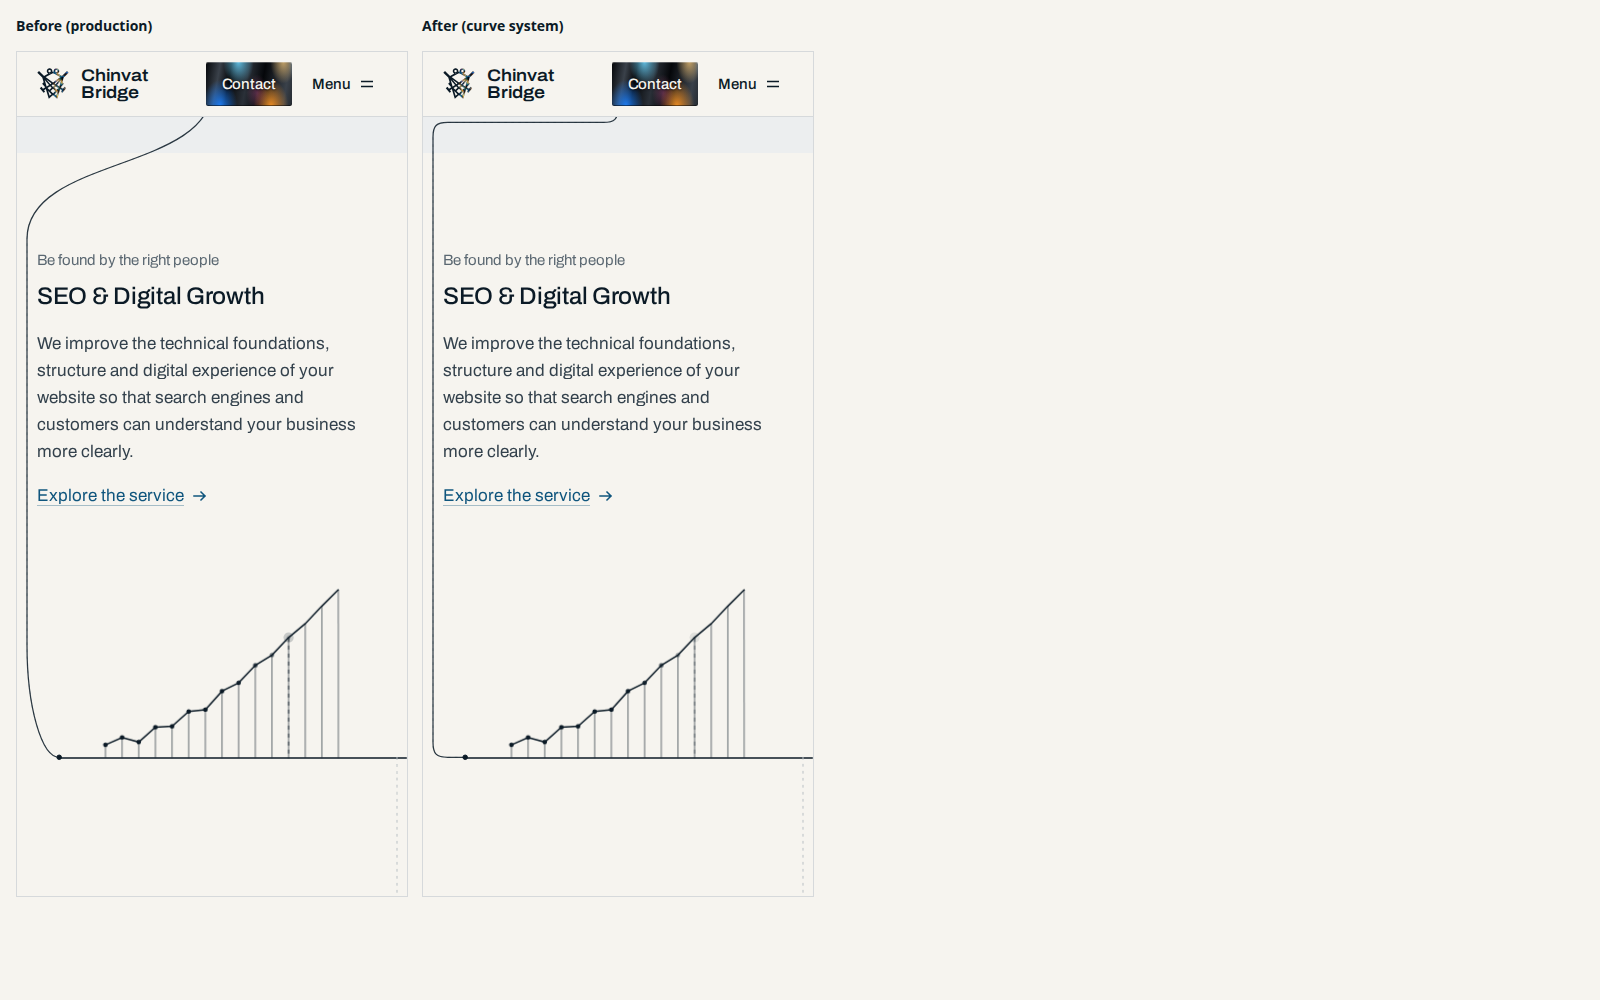 Before (production)
Chinvat
Bridge
Contact
Menu
Be found by the right people
SEO & Digital Growth
We improve the technical foundations,
structure and digital experience of your
website so that search engines and
customers can understand your business
more clearly.
Explore the service →
After (curve system)
Chinvat
Bridge
Contact
Menu
Be found by the right people
SEO & Digital Growth
We improve the technical foundations,
structure and digital experience of your
website so that search engines and
customers can understand your business
more clearly.
Explore the service →